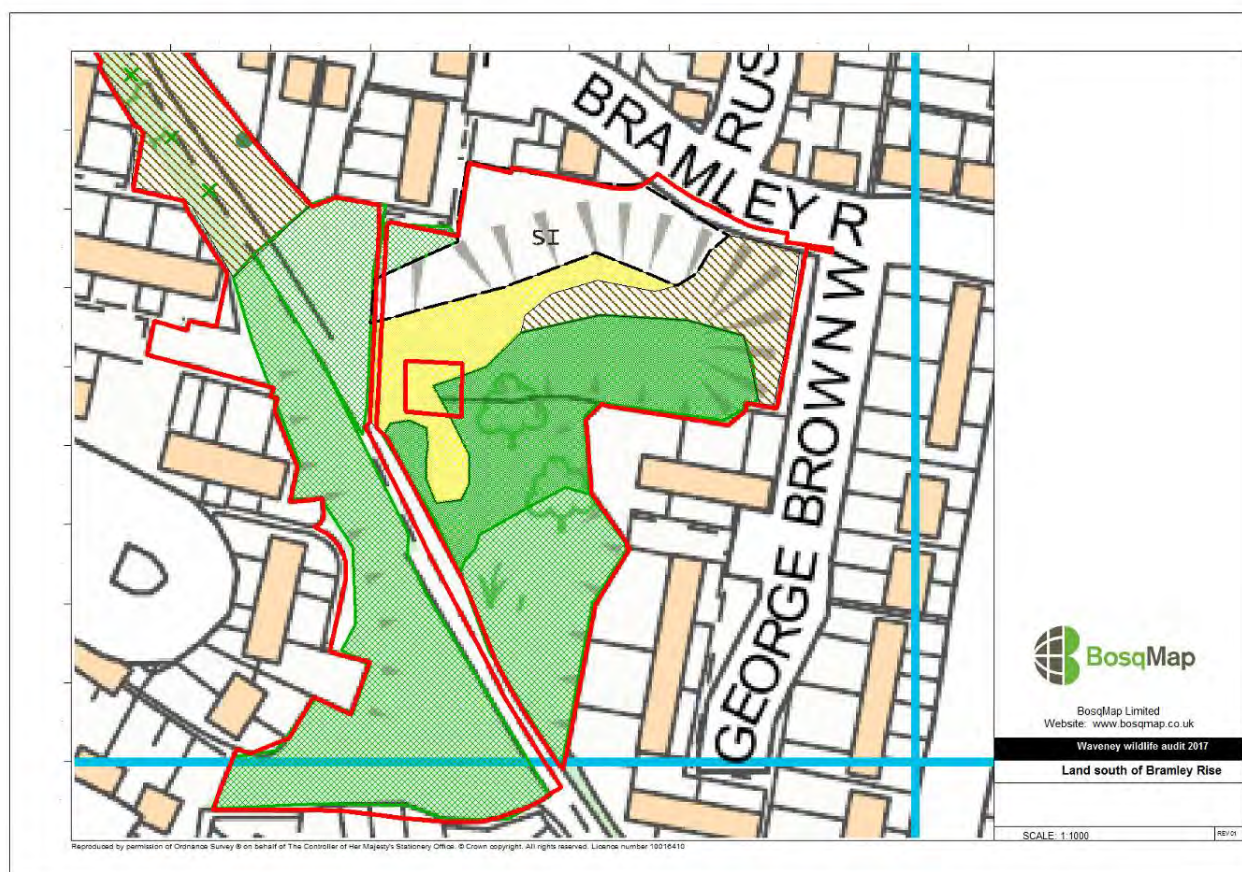 BRAMLEY R
RUS
SI
GEORGE BROWN W
BosqMap
BosqMap Limited
Website: www.bosqmap.co.uk
Waveney wildlife audit 2017
Land south of Bramley Rise
SCALE: 1:1000
REV 01
Reproduced by permission of Ordnance Survey ® on behalf of The Controller of Her Majesty's Stationery Office. © Crown copyright. All rights reserved. Licence number 10016410